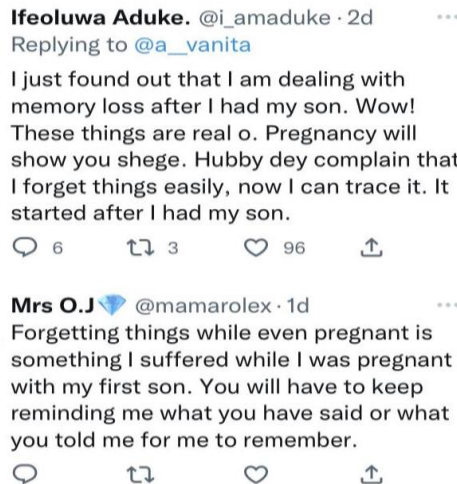 Ifeoluwa Aduke. @i_amaduke · 2d
Replying to @a__vanita
I just found out that I am dealing with
memory loss after I had my son. Wow!
These things are real o. Pregnancy will
show you shege. Hubby dey complain that
I forget things easily, now I can trace it. It
started after I had my son.
6 3 96
Mrs O.J💎 @mamarolex · 1d
Forgetting things while even pregnant is
something I suffered while I was pregnant
with my first son. You will have to keep
reminding me what you have said or what
you told me for me to remember.